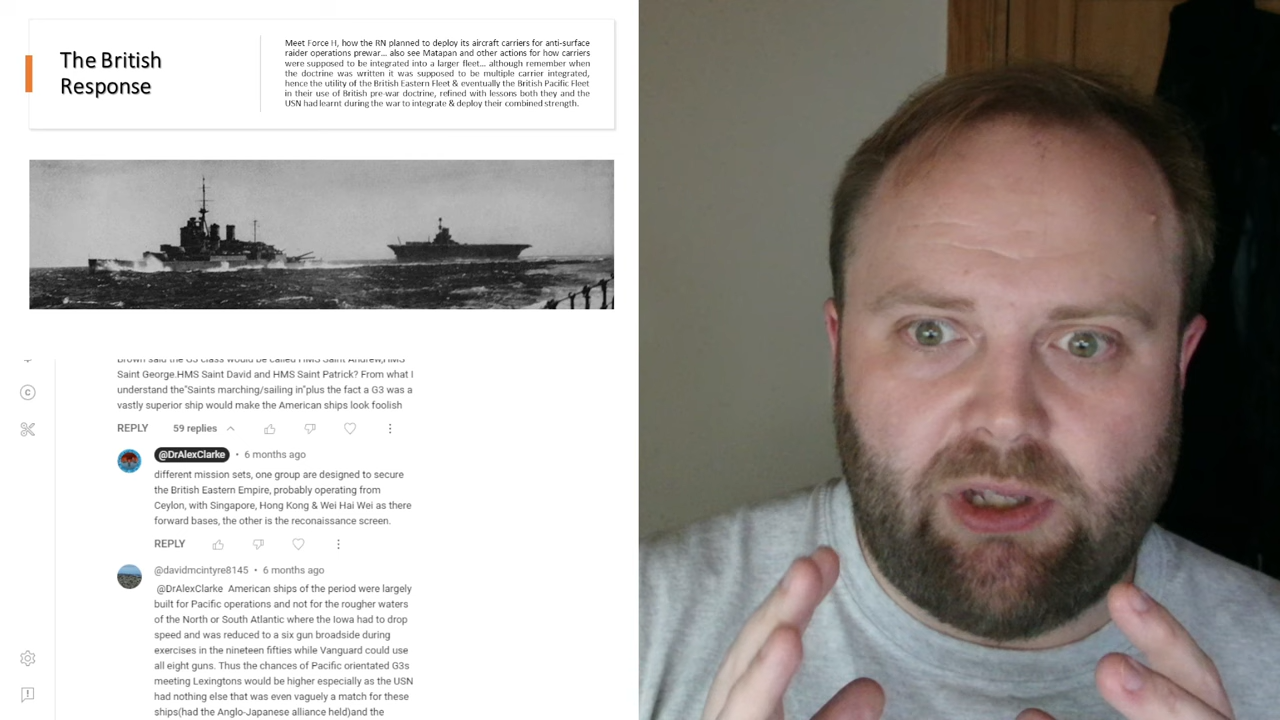 The British
Response
Meet Force H, how the RN planned to deploy its aircraft carriers for anti-surface
raider operations prewar... also see Matapan and other actions for how carriers
were supposed to be integrated into a larger fleet... although remember when
the doctrine was written it was supposed to be multiple carrier integrated,
hence the utility of the British Eastern Fleet & eventually the British Pacific Fleet
in their use of British pre-war doctrine, refined with lessons both they and the
USN had learnt during the war to integrate & deploy their combined strength.
Brown said the G3 class would be called HMS Saint Andrew,HMS
Saint George.HMS Saint David and HMS Saint Patrick? From what I
understand the"Saints marching/sailing in"plus the fact a G3 was a
vastly superior ship would make the American ships look foolish
REPLY 59 replies
@DrAlexClarke • 6 months ago
different mission sets, one group are designed to secure
the British Eastern Empire, probably operating from
Ceylon, with Singapore, Hong Kong & Wei Hai Wei as there
forward bases, the other is the reconaissance screen.
REPLY
@davidmcintyre8145 • 6 months ago
@DrAlexClarke American ships of the period were largely
built for Pacific operations and not for the rougher waters
of the North or South Atlantic where the Iowa had to drop
speed and was reduced to a six gun broadside during
exercises in the nineteen fifties while Vanguard could use
all eight guns. Thus the chances of Pacific orientated G3s
meeting Lexingtons would be higher especially as the USN
had nothing else that was even vaguely a match for these
ships(had the Anglo-Japanese alliance held)and the